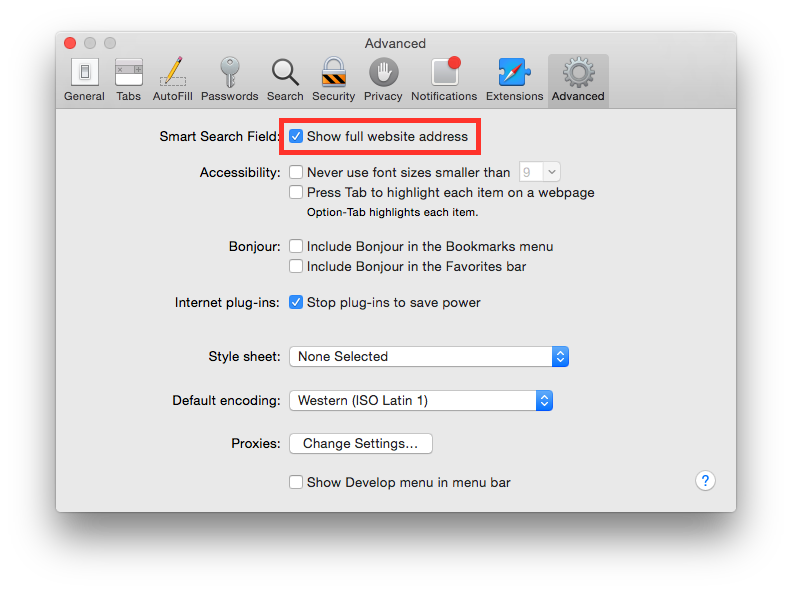 Advanced
General Tabs AutoFill Passwords Search Security Privacy Notifications Extensions Advanced
Smart Search Field: Show full website address
Accessibility: Never use font sizes smaller than 9
Press Tab to highlight each item on a webpage
Option-Tab highlights each item.
Bonjour: Include Bonjour in the Bookmarks menu
Include Bonjour in the Favorites bar
Internet plug-ins: Stop plug-ins to save power
Style sheet: None Selected
Default encoding: Western (ISO Latin 1)
Proxies: Change Settings...
Show Develop menu in menu bar
?